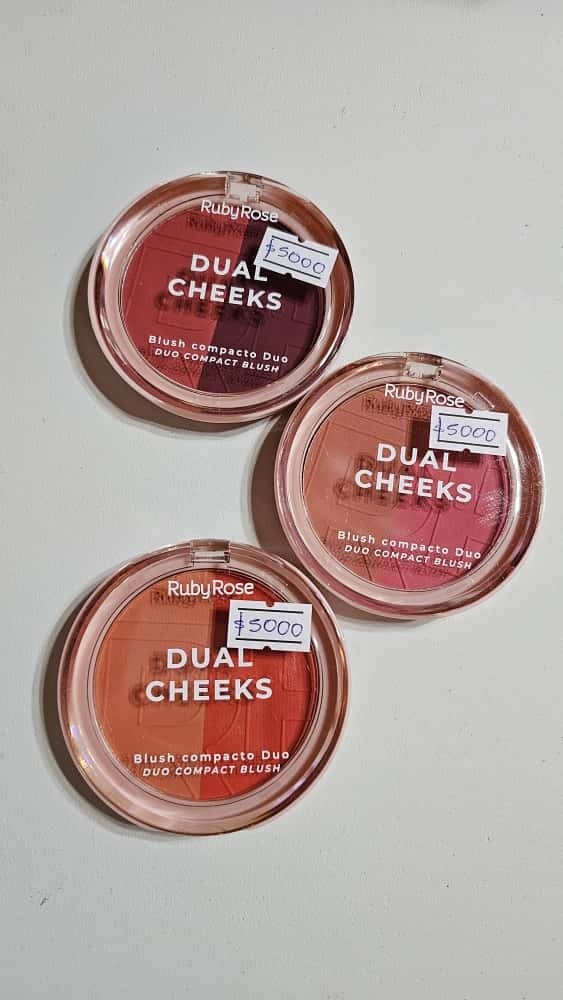 RubyRose
$5000
DUAL
CHEEKS
Blush compacto Duo
DUO COMPACT BLUSH
RubyRose
$5000
DUAL
CHEEKS
Blush compacto Duo
DUO COMPACT BLUSH
RubyRose
$5000
DUAL
CHEEKS
Blush compacto Duo
DUO COMPACT BLUSH